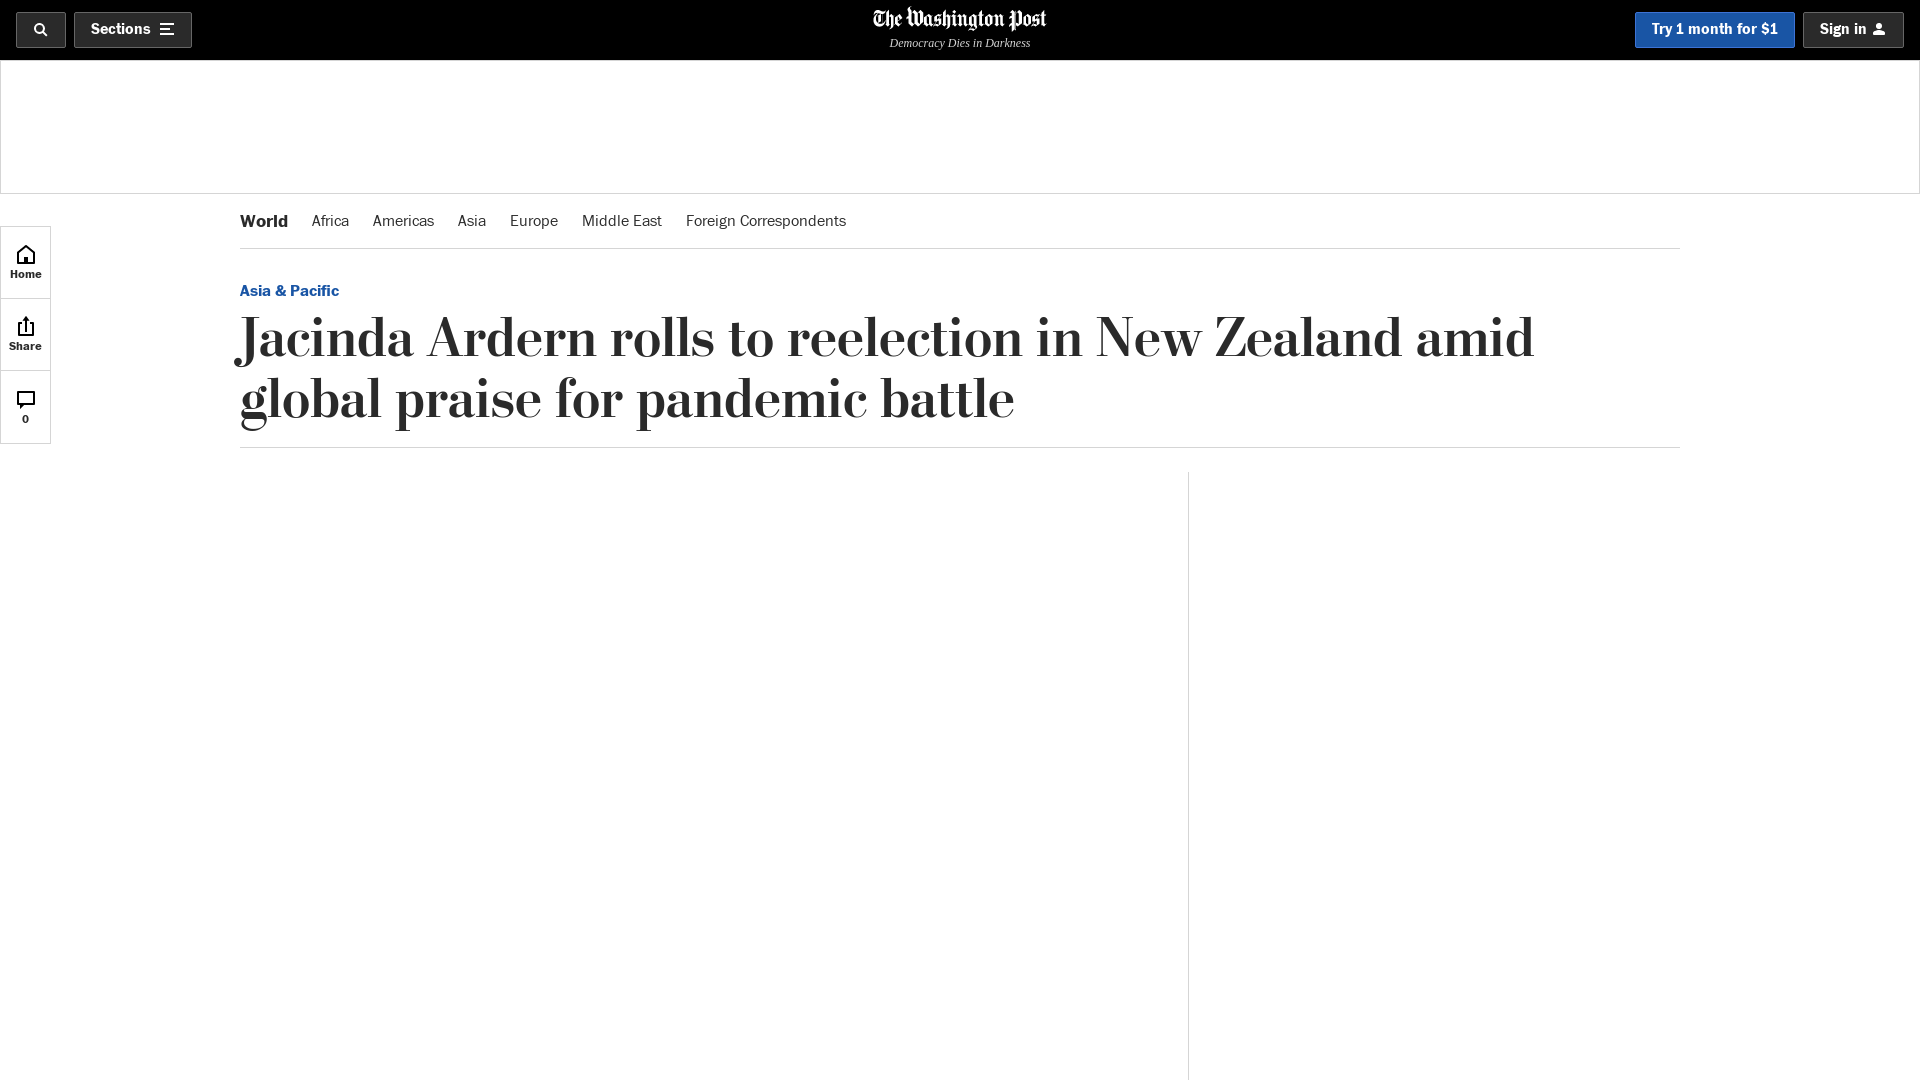 Sections
The Washington Post
Democracy Dies in Darkness
Try 1 month for $1
Sign in
World Africa Americas Asia Europe Middle East Foreign Correspondents
Home
Share
0
Asia & Pacific
Jacinda Ardern rolls to reelection in New Zealand amid
global praise for pandemic battle